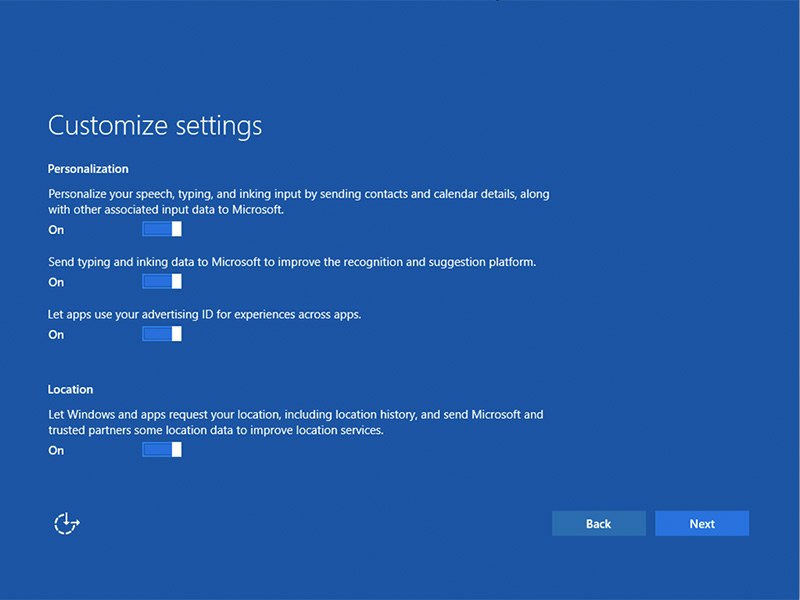 Customize settings
Personalization
Personalize your speech, typing, and inking input by sending contacts and calendar details, along
with other associated input data to Microsoft.
On
Send typing and inking data to Microsoft to improve the recognition and suggestion platform.
On
Let apps use your advertising ID for experiences across apps.
On
Location
Let Windows and apps request your location, including location history, and send Microsoft and
trusted partners some location data to improve location services.
On
Back Next